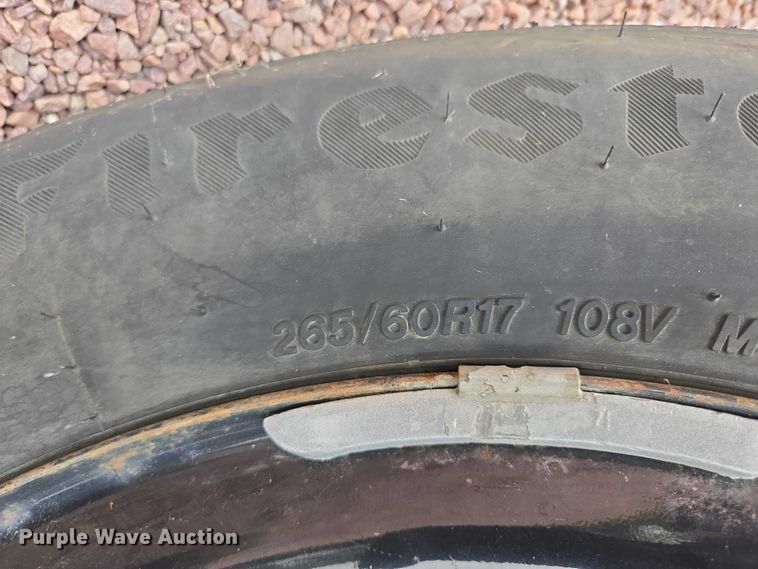 Firest
265/60R17 108V M
Purple Wave Auction